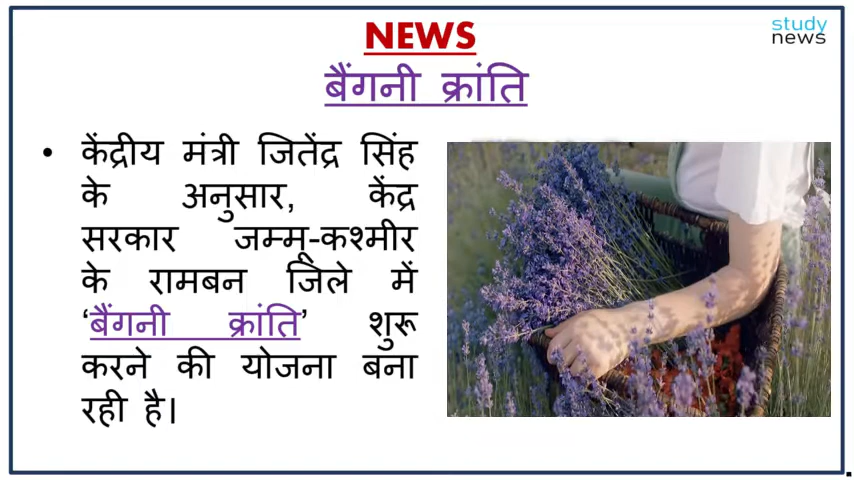 NEWS
study
news
बैंगनी क्रांति
• केंद्रीय मंत्री जितेंद्र सिंह
के अनुसार, केंद्र
सरकार जम्मू-कश्मीर
के रामबन जिले में
‘बैंगनी क्रांति’ शुरू
करने की योजना बना
रही है।